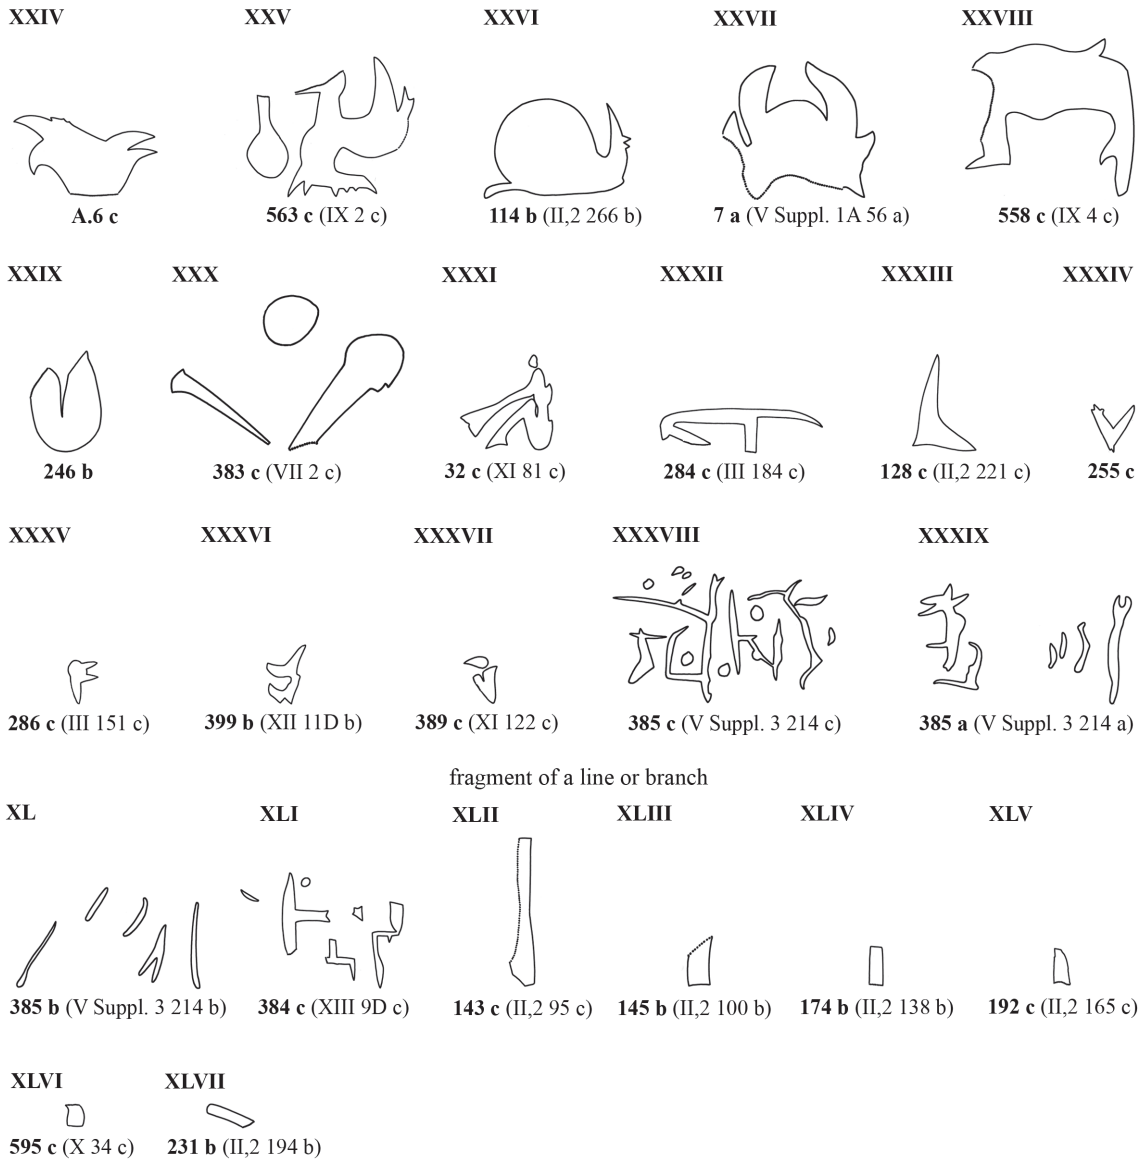 XXIV XXV XXVI XXVII XXVIII
A.6 c 563 c (IX 2 c) 114 b (II,2 266 b) 7 a (V Suppl. 1A 56 a) 558 c (IX 4 c)
XXIX XXX XXXI XXXII XXXIII XXXIV
246 b 383 c (VII 2 c) 32 c (XI 81 c) 284 c (III 184 c) 128 c (II,2 221 c) 255 c
XXXV XXXVI XXXVII XXXVIII XXXIX
286 c (III 151 c) 399 b (XII 11D b) 389 c (XI 122 c) 385 c (V Suppl. 3 214 c) 385 a (V Suppl. 3 214 a)
fragment of a line or branch
XL XLI XLII XLIII XLIV XLV
385 b (V Suppl. 3 214 b) 384 c (XIII 9D c) 143 c (II,2 95 c) 145 b (II,2 100 b) 174 b (II,2 138 b) 192 c (II,2 165 c)
XLVI XLVII
595 c (X 34 c) 231 b (II,2 194 b)